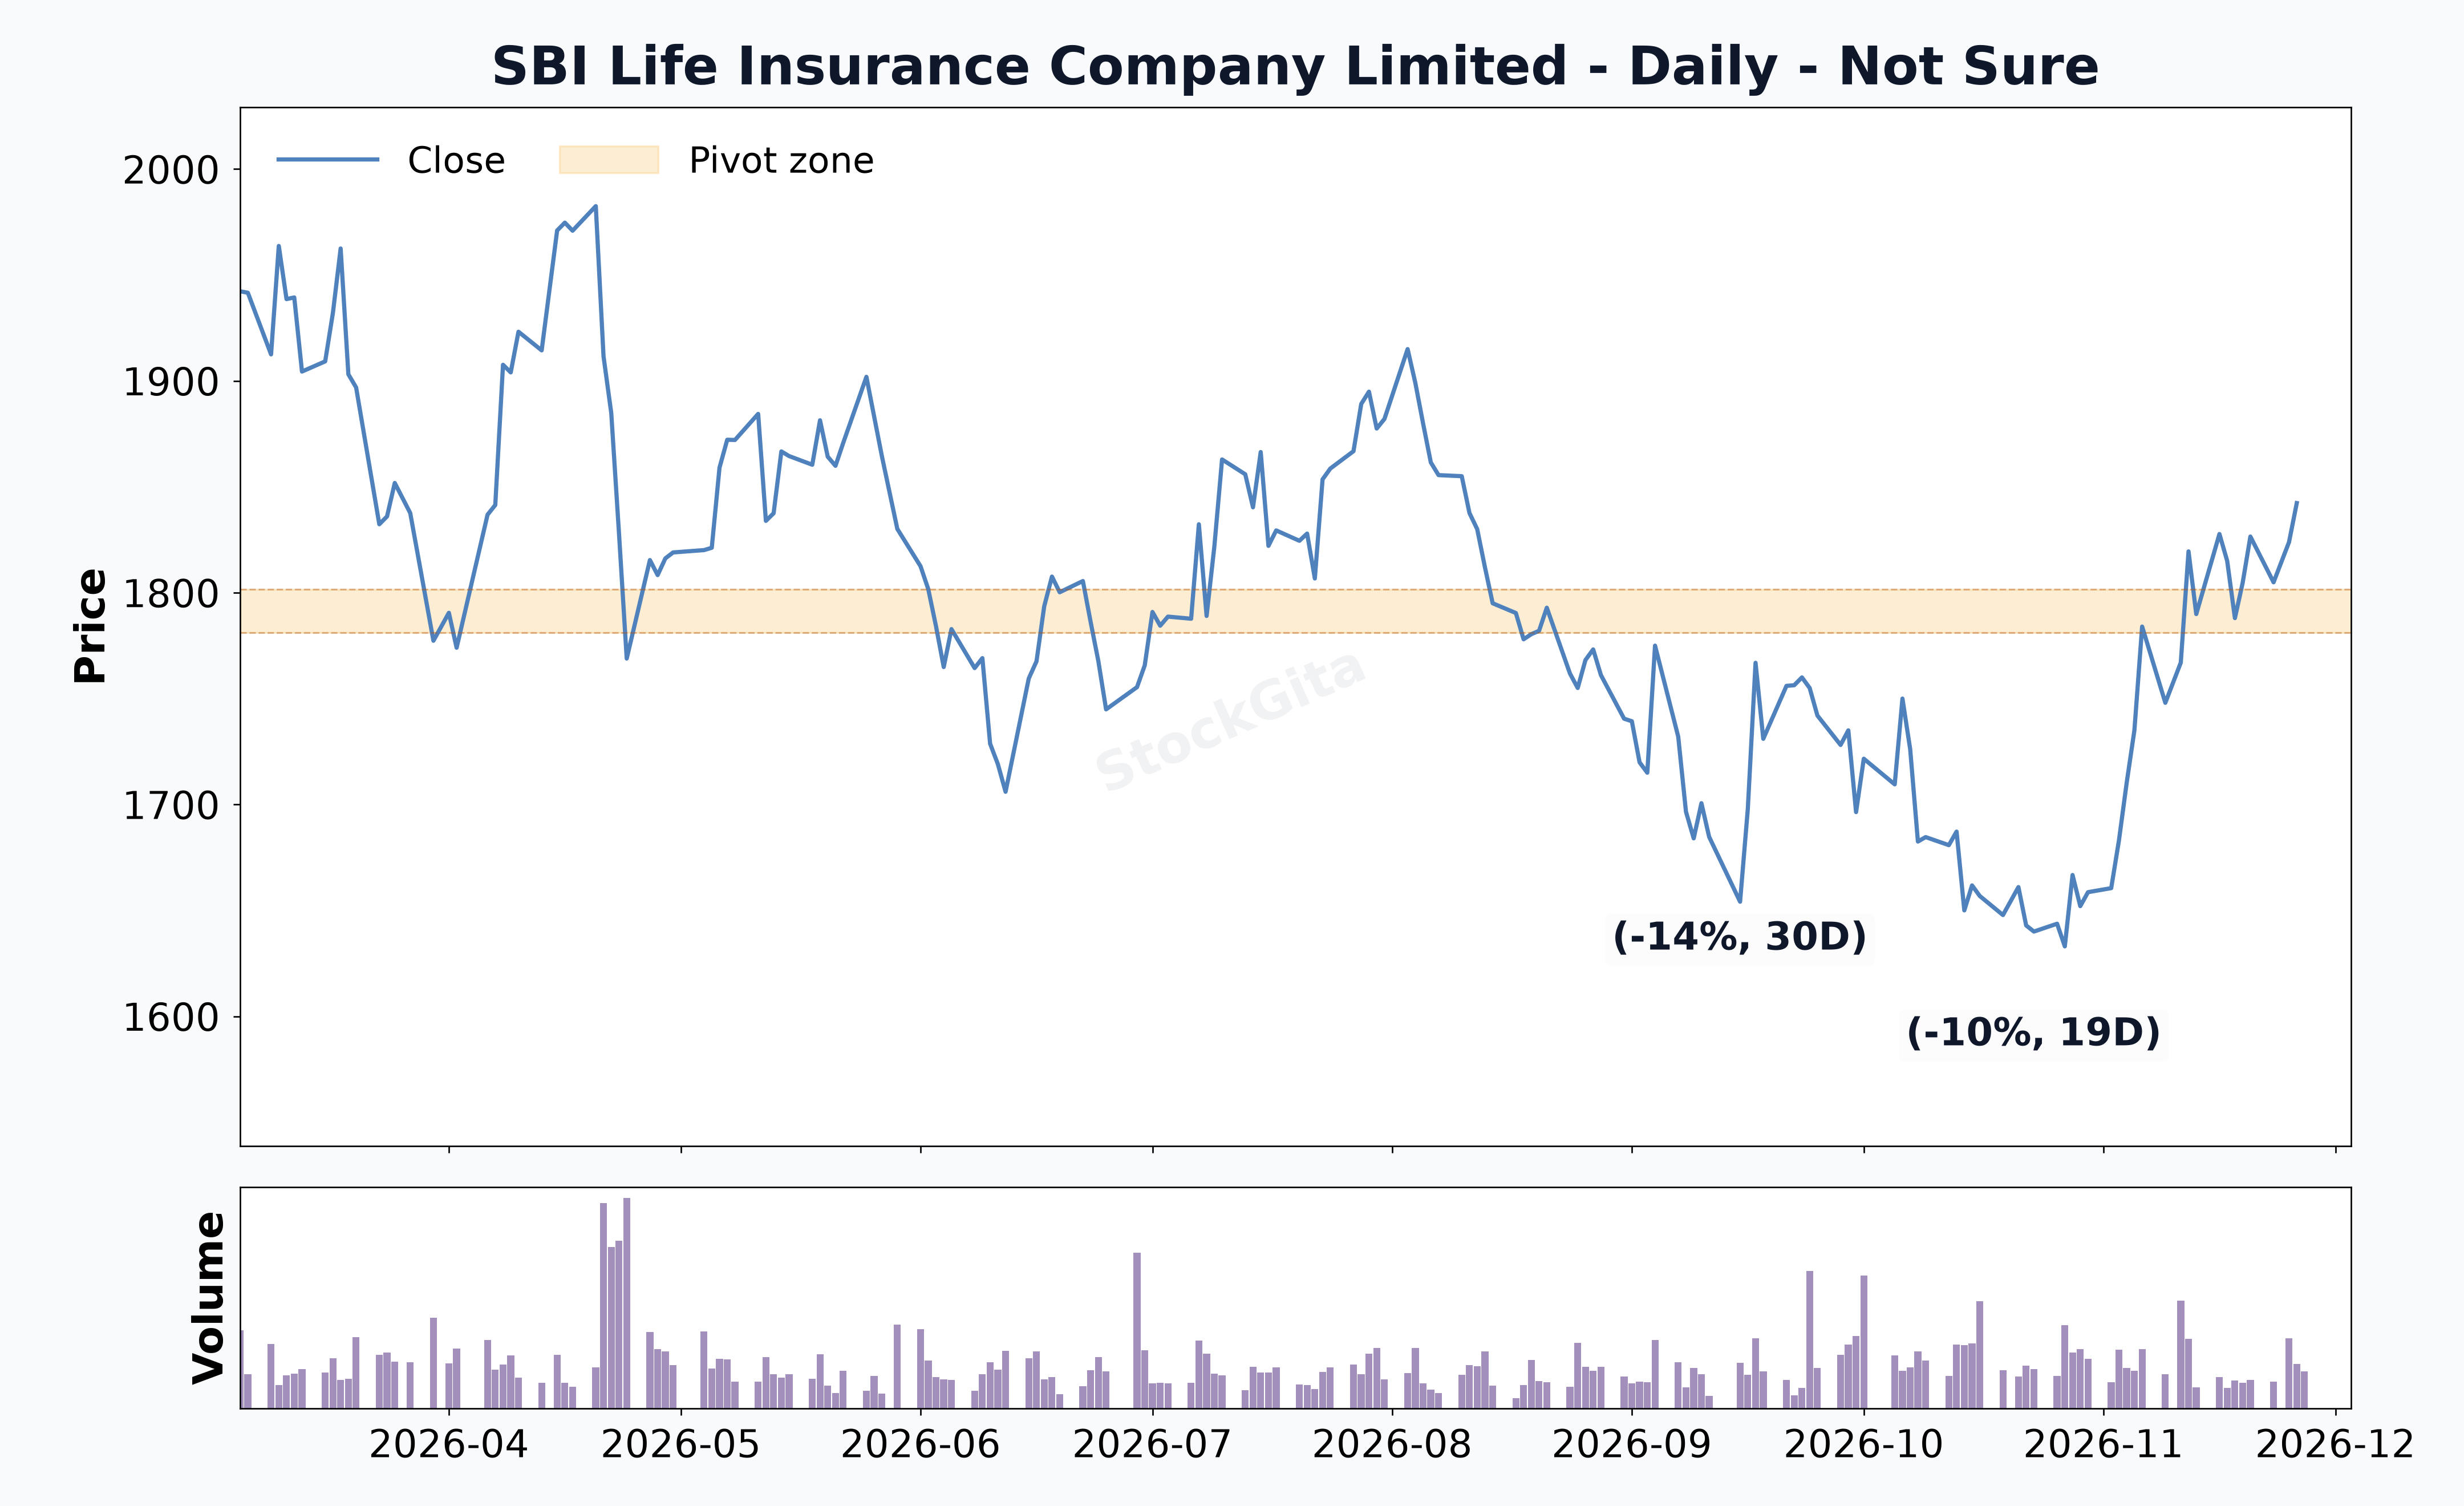 SBI Life Insurance Company Limited - Daily - Not Sure
Close
Pivot zone
2000
1900
1800
1700
1600
Price
StockGita
(-14%, 30D)
(-10%, 19D)
Volume
2026-04
2026-05
2026-06
2026-07
2026-08
2026-09
2026-10
2026-11
2026-12